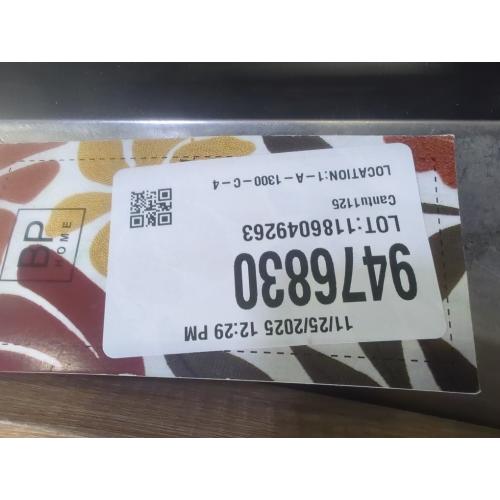 11/25/2025 12:29 PM
9476830
LOT:1186049263
Cantu1125
LOCATION:1-A-1300-C-4
BP
HOME